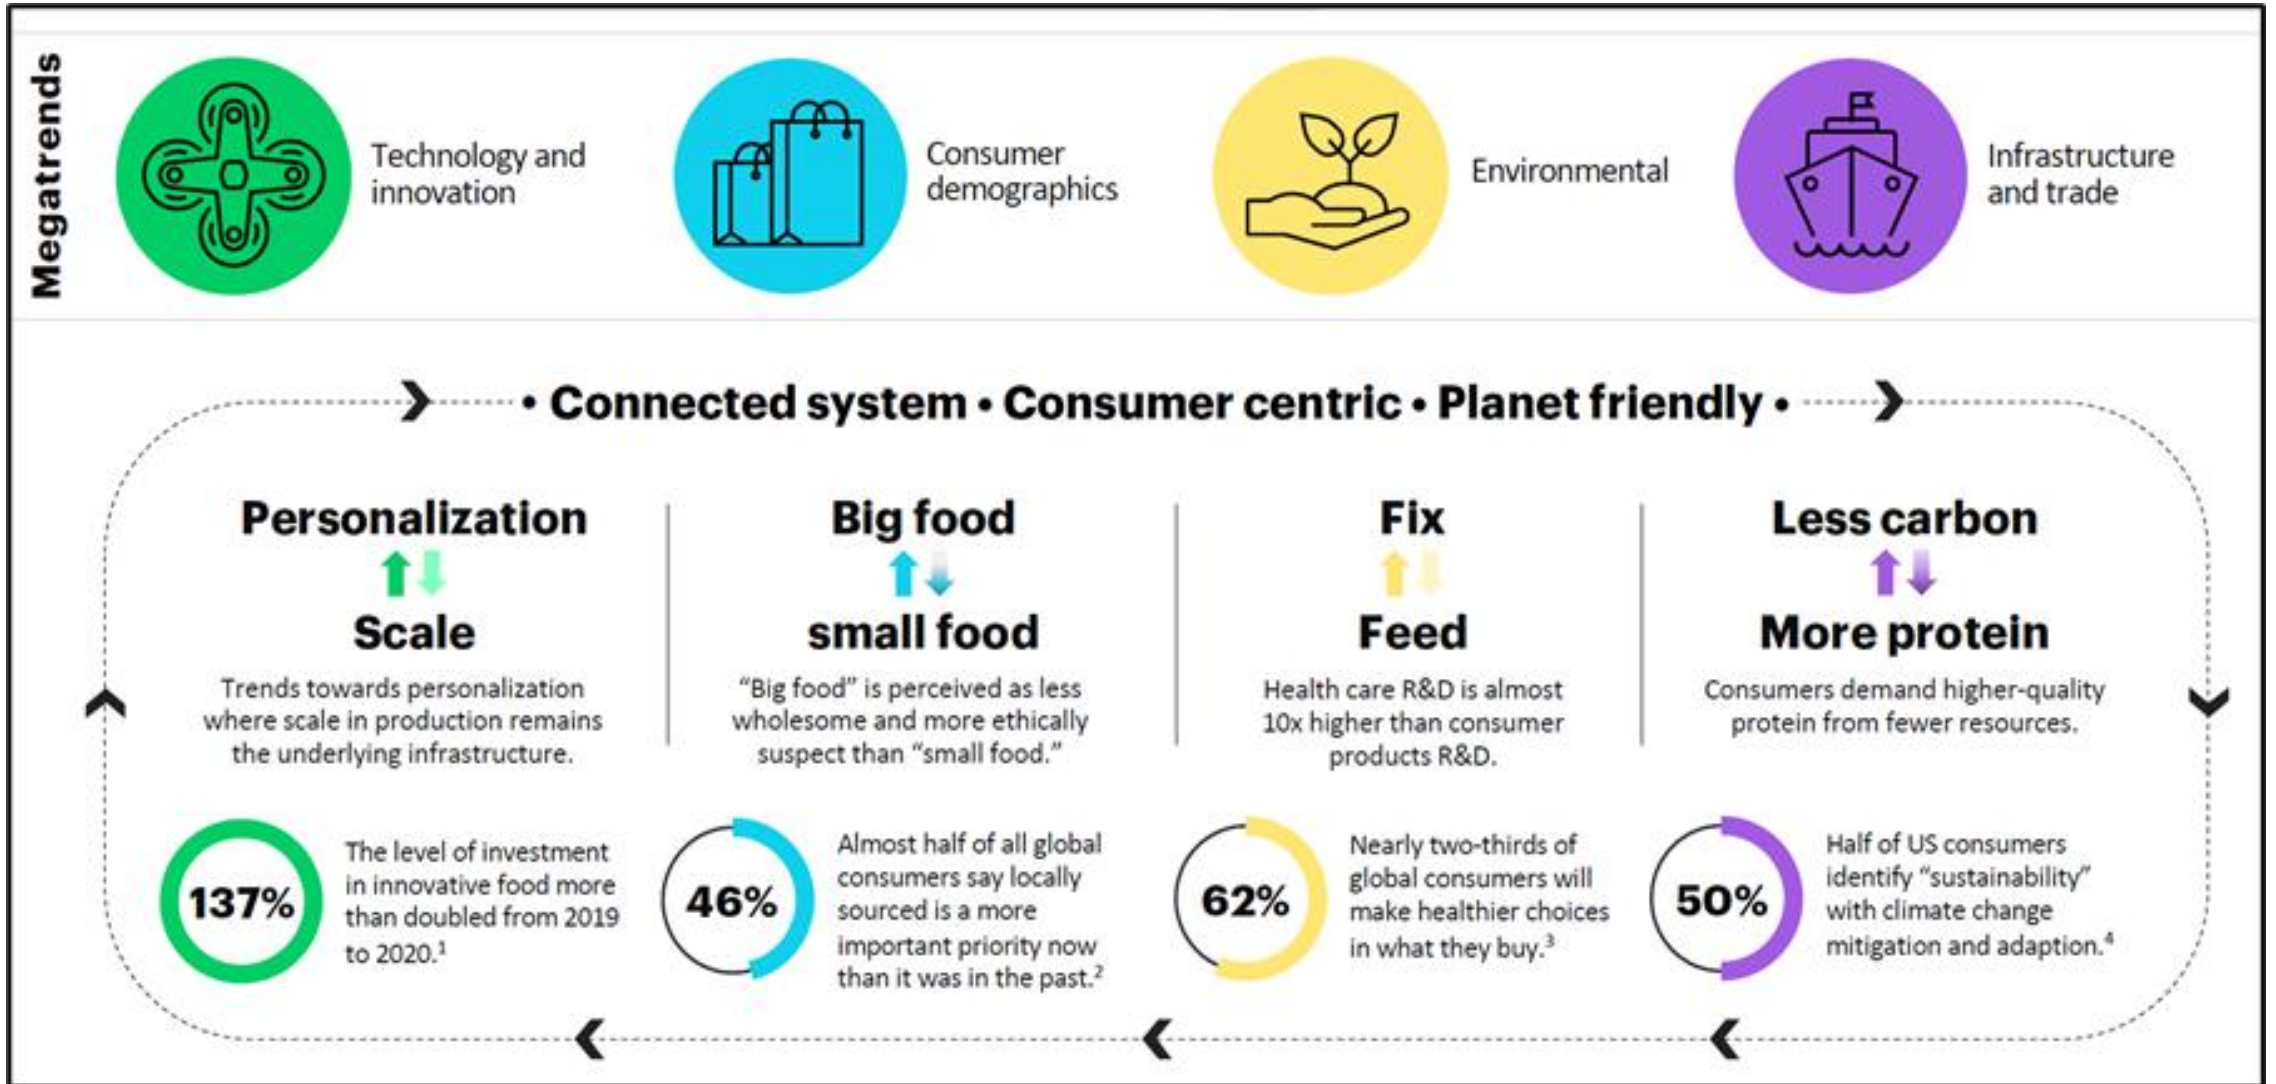 Megatrends
Technology and
innovation
Consumer
demographics
Environmental
Infrastructure
and trade
• Connected system • Consumer centric • Planet friendly •
Personalization
Scale
Trends towards personalization
where scale in production remains
the underlying infrastructure.
137%
The level of investment
in innovative food more
than doubled from 2019
to 2020.¹
Big food
small food
“Big food” is perceived as less
wholesome and more ethically
suspect than “small food.”
46%
Almost half of all global
consumers say locally
sourced is a more
important priority now
than it was in the past.²
Fix
Feed
Health care R&D is almost
10x higher than consumer
products R&D.
62%
Nearly two-thirds of
global consumers will
make healthier choices
in what they buy.³
Less carbon
More protein
Consumers demand higher-quality
protein from fewer resources.
50%
Half of US consumers
identify “sustainability”
with climate change
mitigation and adaption.⁴